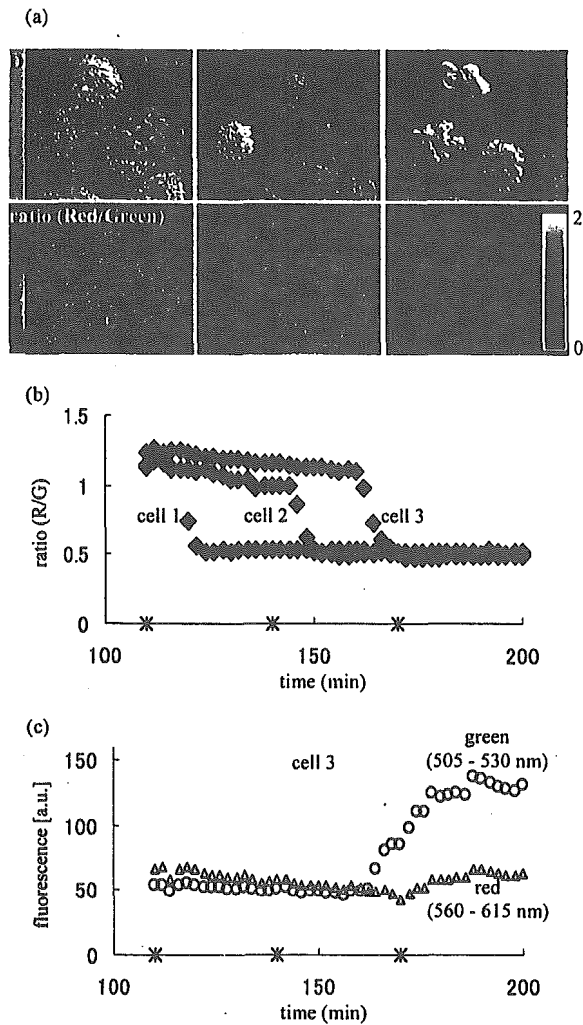 (a)
ratio (Red/Green)
2
0
(b)
1.5
1
0.5
0
ratio (R/G)
cell 1
cell 2
cell 3
100
150
200
time (min)
(c)
150
100
50
0
fluorescence [a.u.]
cell 3
green
(505 - 530 nm)
red
(560 - 615 nm)
100
150
200
time (min)